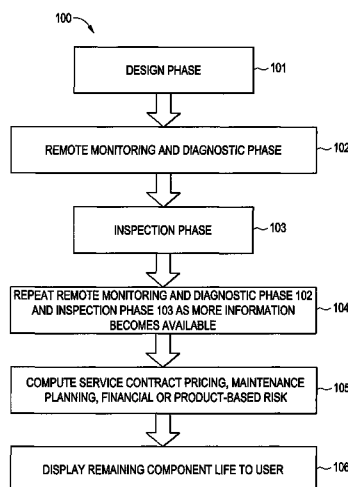 100
DESIGN PHASE
101
REMOTE MONITORING AND DIAGNOSTIC PHASE
102
INSPECTION PHASE
103
REPEAT REMOTE MONITORING AND DIAGNOSTIC PHASE 102
AND INSPECTION PHASE 103 AS MORE INFORMATION
BECOMES AVAILABLE
104
COMPUTE SERVICE CONTRACT PRICING, MAINTENANCE
PLANNING, FINANCIAL OR PRODUCT-BASED RISK
105
DISPLAY REMAINING COMPONENT LIFE TO USER
106